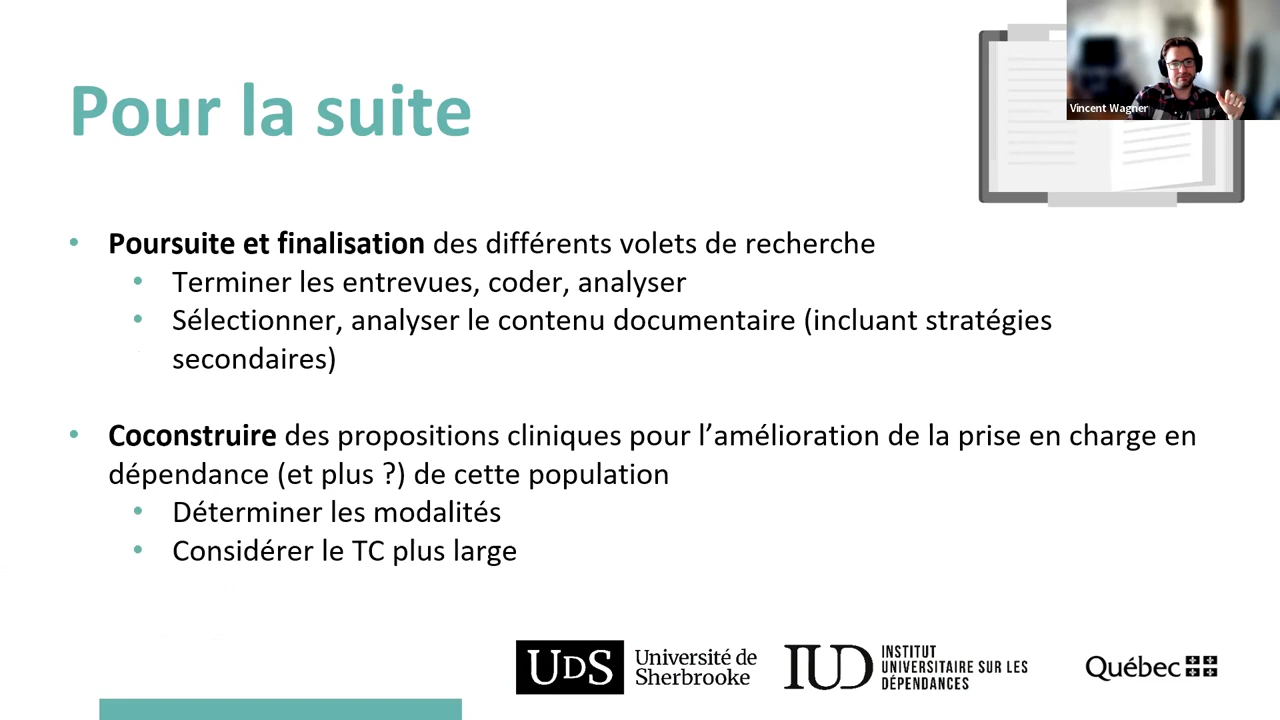 Pour la suite
Vincent Wagner
• Poursuite et finalisation des différents volets de recherche
• Terminer les entrevues, coder, analyser
• Sélectionner, analyser le contenu documentaire (incluant stratégies
secondaires)
• Coconstruire des propositions cliniques pour l’amélioration de la prise en charge en
dépendance (et plus ?) de cette population
• Déterminer les modalités
• Considérer le TC plus large
UDS
Université de
Sherbrooke
IUD
INSTITUT
UNIVERSITAIRE SUR LES
DÉPENDANCES
Québec